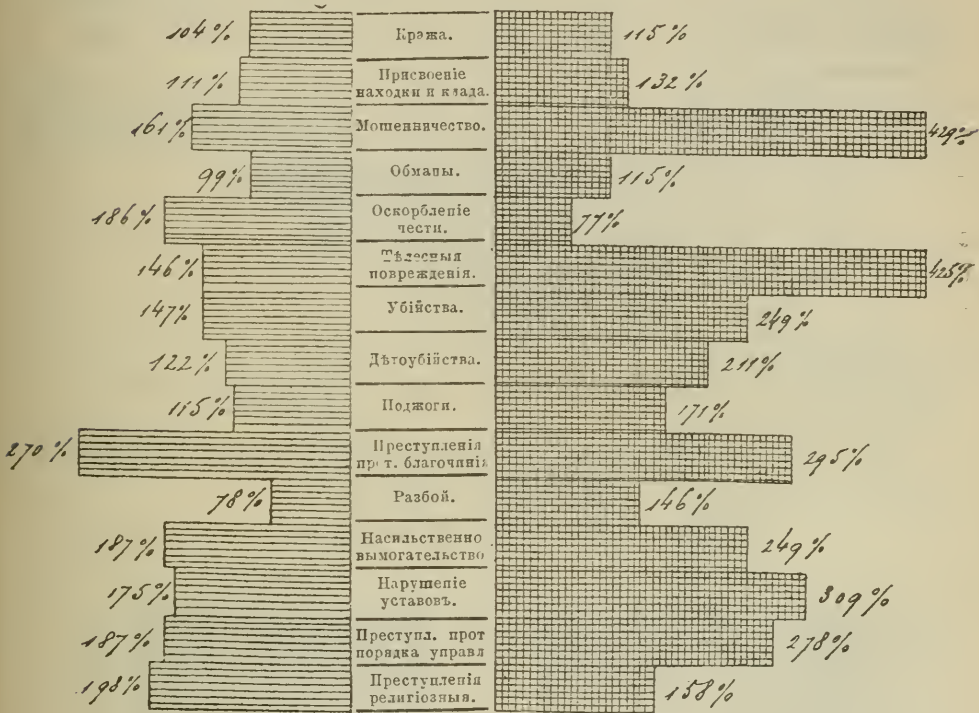 104% Кража. 115%
111% Присвоеніе
находки и клада. 132%
161% Мошенничество. 429%
99% Обманы. 115%
186% Оскорбленіе
чести. 77%
146% Тѣлесныя
поврежденія. 425%
147% Убійства. 249%
122% Дѣтоубійства. 211%
115% Поджоги. 171%
270% Преступленія
прот. благочинія 295%
78% Разбой. 146%
187% Насильственно
вымогательство 249%
175% Нарушеніе
уставовъ. 309%
187% Преступл. прот
порядка управл 278%
198% Преступленія
религіозныя. 158%